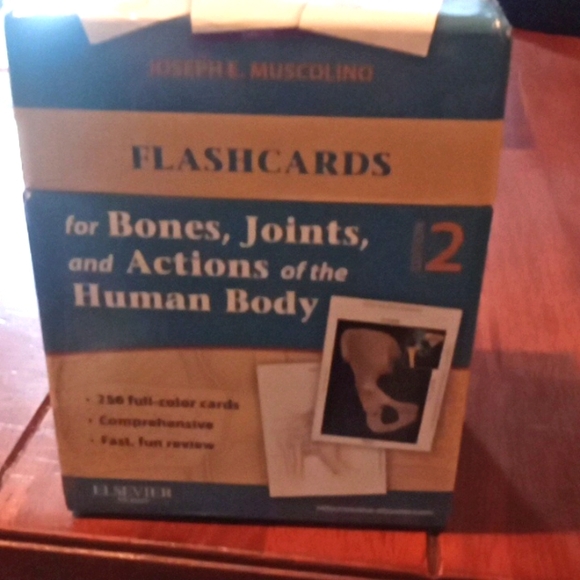 JOSEPH E. MUSCOLINO
FLASHCARDS
for Bones, Joints,
and Actions of the
Human Body
2
• 250 full-color cards
• Comprehensive
• Fast, fun review
ELSEVIER